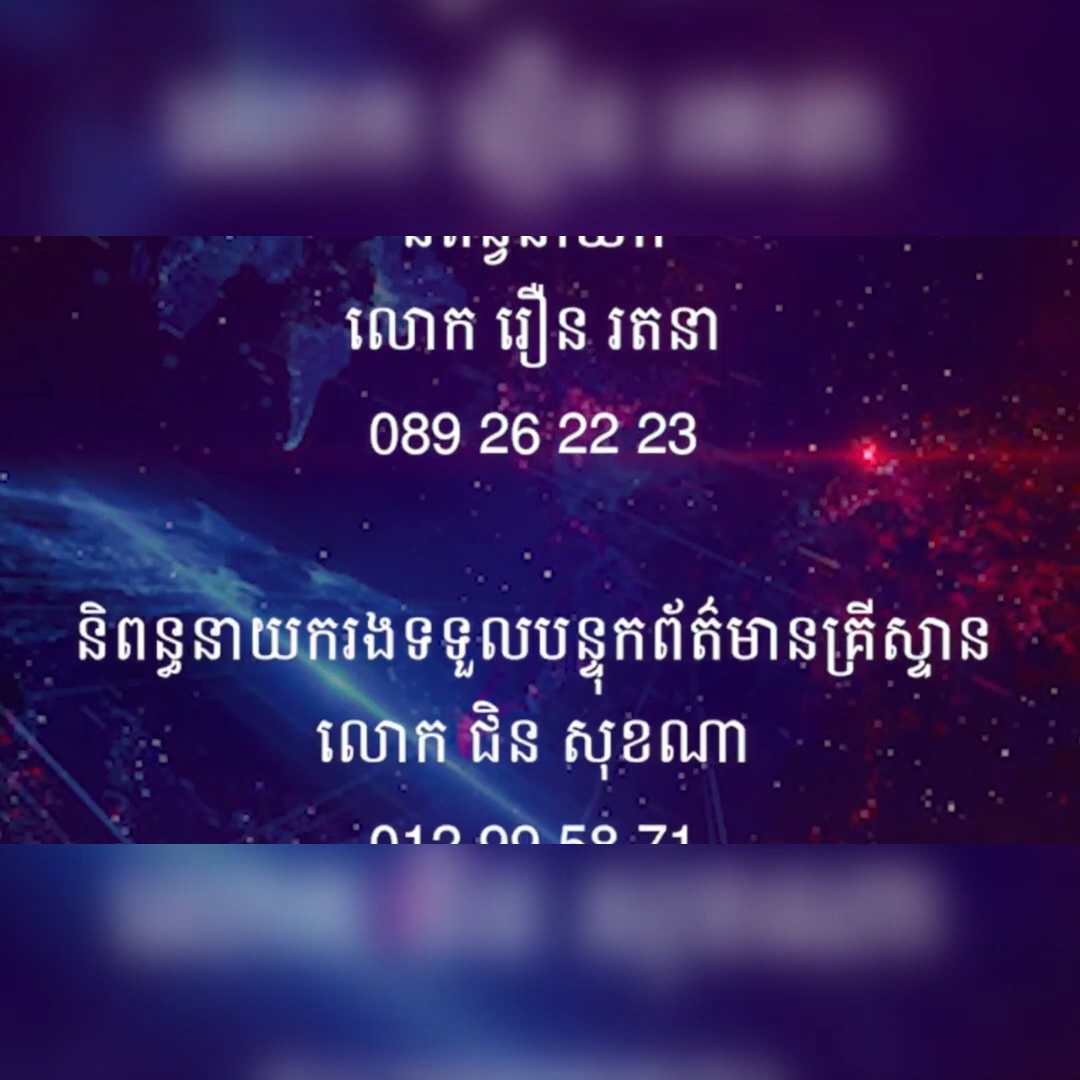 លោក រឿន រតនា
089 26 22 23
និពន្ធនាយករងទទួលបន្ទុកព័ត៌មានគ្រីស្ទាន
លោក ជិន សុខណា